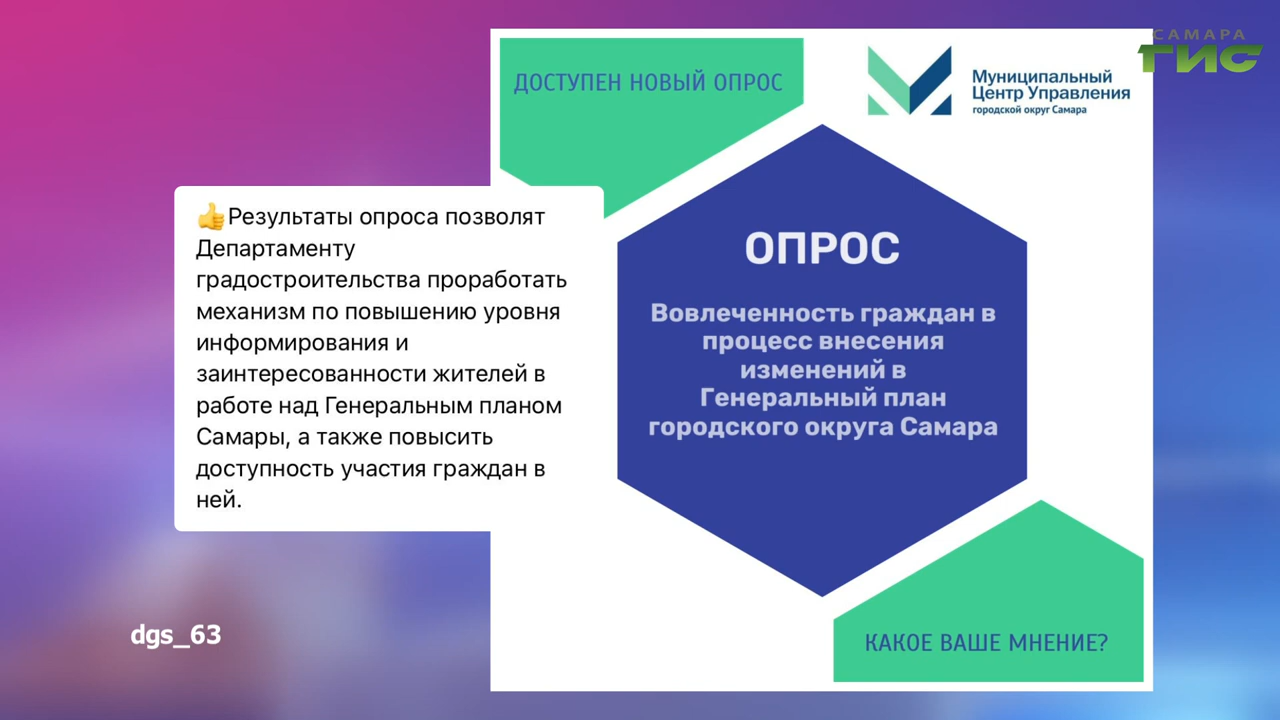 САМАРА
ГИС
ДОСТУПЕН НОВЫЙ ОПРОС
Муниципальный
Центр Управления
городской округ Самара
👍Результаты опроса позволят
Департаменту
градостроительства проработать
механизм по повышению уровня
информирования и
заинтересованности жителей в
работе над Генеральным планом
Самары, а также повысить
доступность участия граждан в
ней.
ОПРОС
Вовлеченность граждан в
процесс внесения
изменений в
Генеральный план
городского округа Самара
КАКОЕ ВАШЕ МНЕНИЕ?
dgs_63